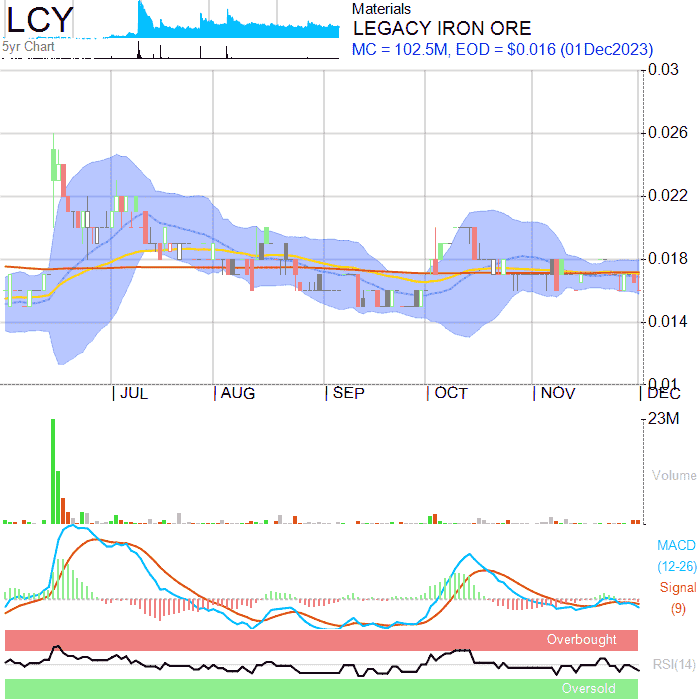 LCY
5yr Chart
Materials
LEGACY IRON ORE
MC = 102.5M, EOD = $0.016 (01Dec2023)
0.03
0.026
0.022
0.018
0.014
0.01
JUL
AUG
SEP
OCT
NOV
DEC
23M
Volume
MACD
(12-26)
Signal
(9)
Overbought
RSI(14)
Oversold